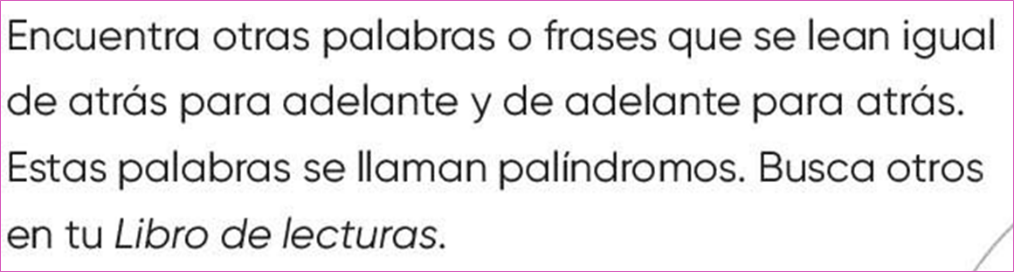 Encuentra otras palabras o frases que se lean igual
de atrás para adelante y de adelante para atrás.
Estas palabras se llaman palíndromos. Busca otros
en tu Libro de lecturas.